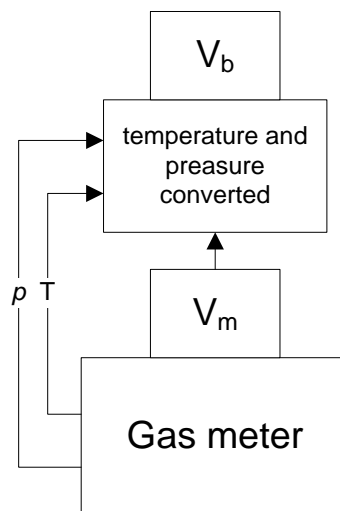 V_b
temperature and
preasure
converted
p T
V_m
Gas meter